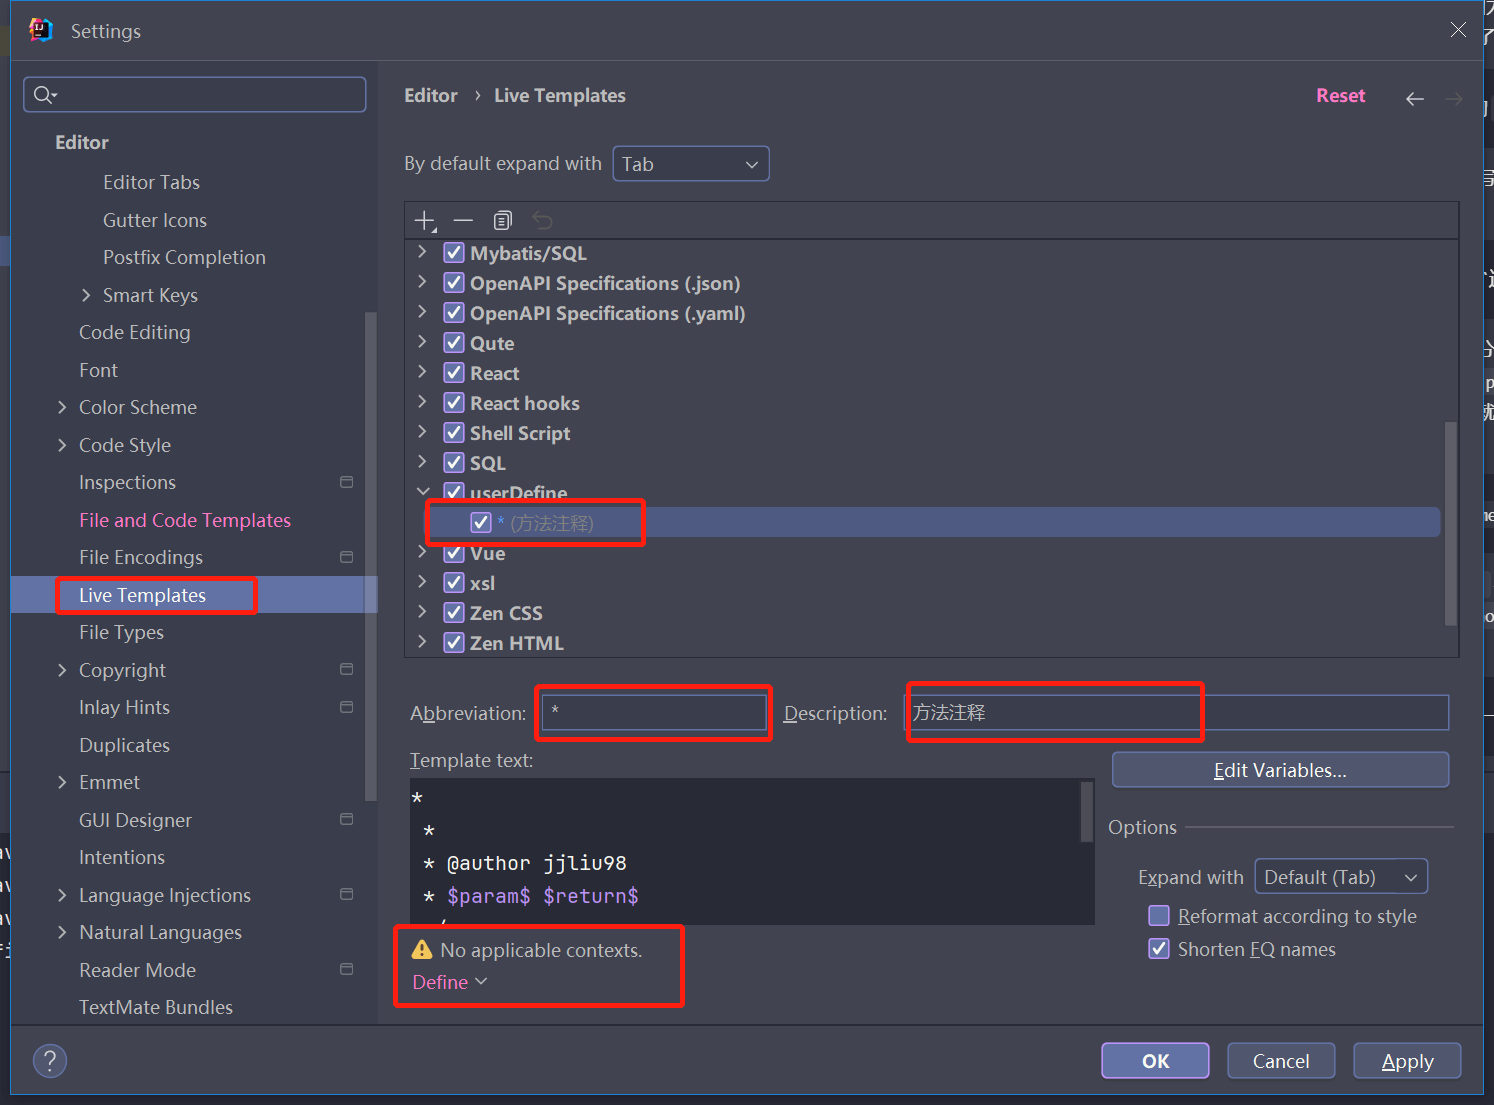 Settings
Editor
Editor Tabs
Gutter Icons
Postfix Completion
Smart Keys
Code Editing
Font
Color Scheme
Code Style
Inspections
File and Code Templates
File Encodings
Live Templates
File Types
Copyright
Inlay Hints
Duplicates
Emmet
GUI Designer
Intentions
Language Injections
Natural Languages
Reader Mode
TextMate Bundles
Editor › Live Templates
Reset
By default expand with Tab
Mybatis/SQL
OpenAPI Specifications (.json)
OpenAPI Specifications (.yaml)
Qute
React
React hooks
Shell Script
SQL
userDefine
* (方法注释)
Vue
xsl
Zen CSS
Zen HTML
Abbreviation: *
Description: 方法注释
Template text:
*
*
* @author jjliu98
* $param$ $return$
No applicable contexts.
Define
Edit Variables...
Options
Expand with Default (Tab)
Reformat according to style
Shorten EQ names
?
OK
Cancel
Apply